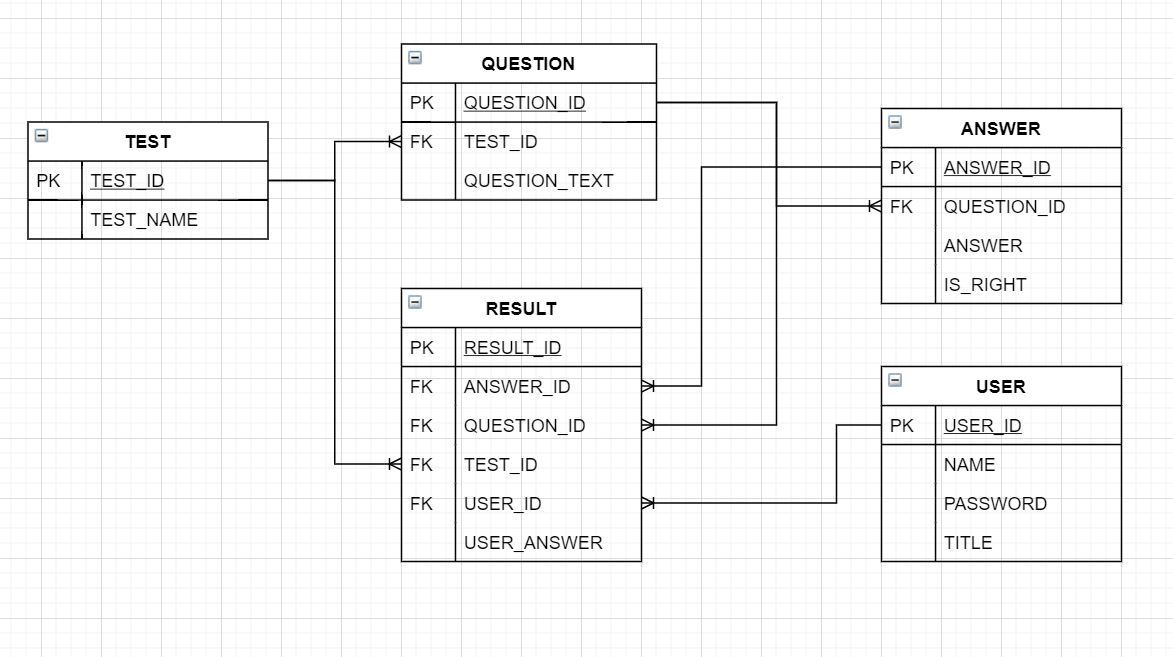 TEST
PK TEST_ID
TEST_NAME
QUESTION
PK QUESTION_ID
FK TEST_ID
QUESTION_TEXT
RESULT
PK RESULT_ID
FK ANSWER_ID
FK QUESTION_ID
FK TEST_ID
FK USER_ID
USER_ANSWER
ANSWER
PK ANSWER_ID
FK QUESTION_ID
ANSWER
IS_RIGHT
USER
PK USER_ID
NAME
PASSWORD
TITLE